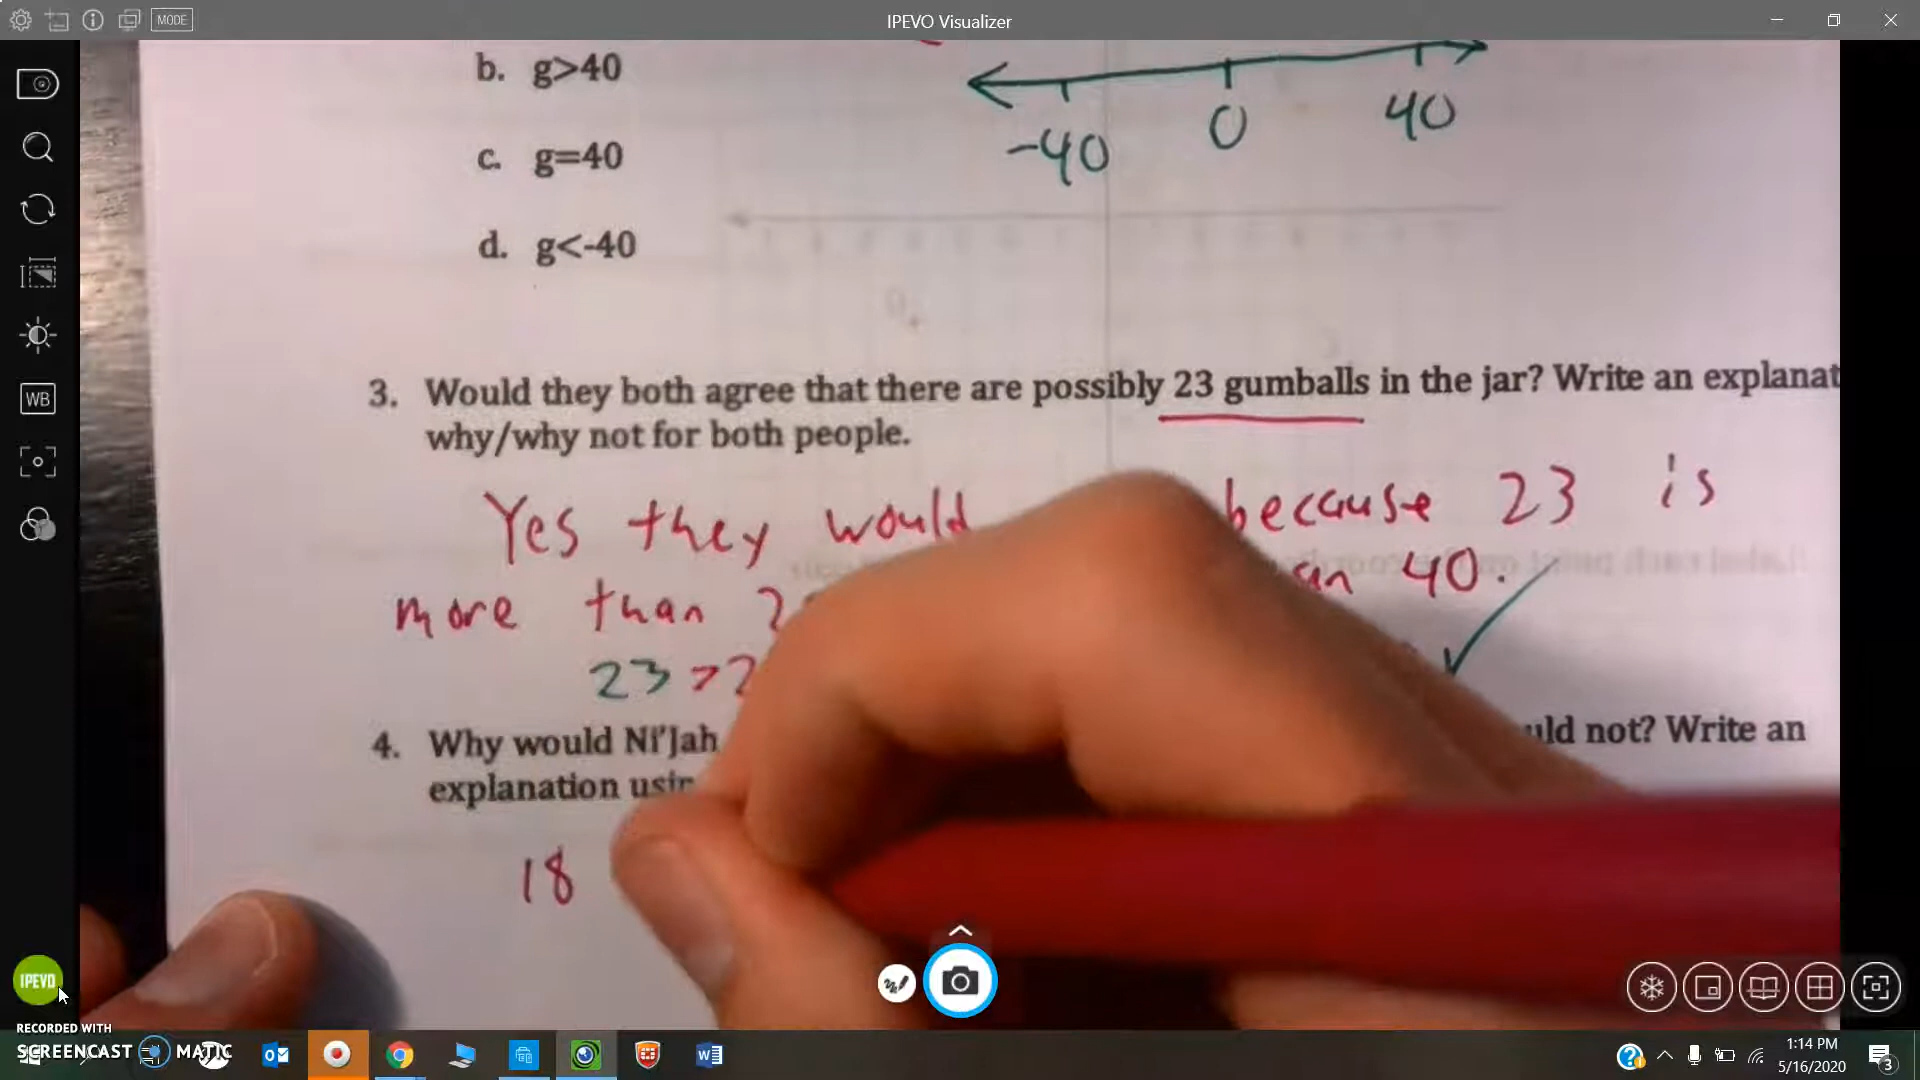 MODE
IPEVO Visualizer
b. g>40
c. g=40
d. g<-40
-40 0 40
WB
3. Would they both agree that there are possibly 23 gumballs in the jar? Write an explanat
why/why not for both people.
Yes they would because 23 is
more than 40.
23 >
4. Why would Ni'Jah not? Write an
explanation
18
IPEVO
RECORDED WITH
SCREENCAST MATIC
1:14 PM
5/16/2020
3